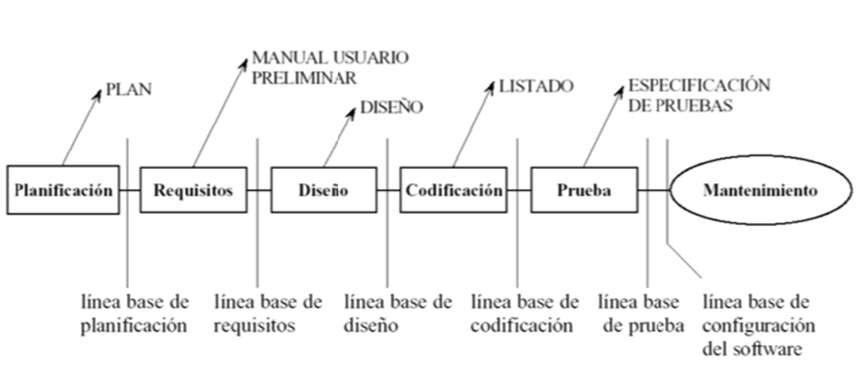 MANUAL USUARIO
PRELIMINAR
PLAN
DISEÑO
LISTADO
ESPECIFICACIÓN
DE PRUEBAS
Planificación
Requisitos
Diseño
Codificación
Prueba
Mantenimiento
línea base de
planificación
línea base de
requisitos
línea base de
diseño
línea base de
codificación
línea base
de prueba
línea base de
configuración
del software